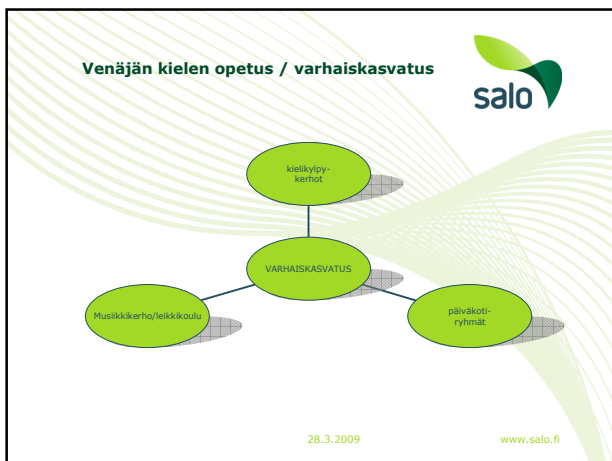 Venäjän kielen opetus / varhaiskasvatus
salo
kielikylpy-
kerhot
VARHAISKASVATUS
Musiikkikerho/leikkikoulu
päiväkoti-
ryhmät
28.3.2009
www.salo.fi